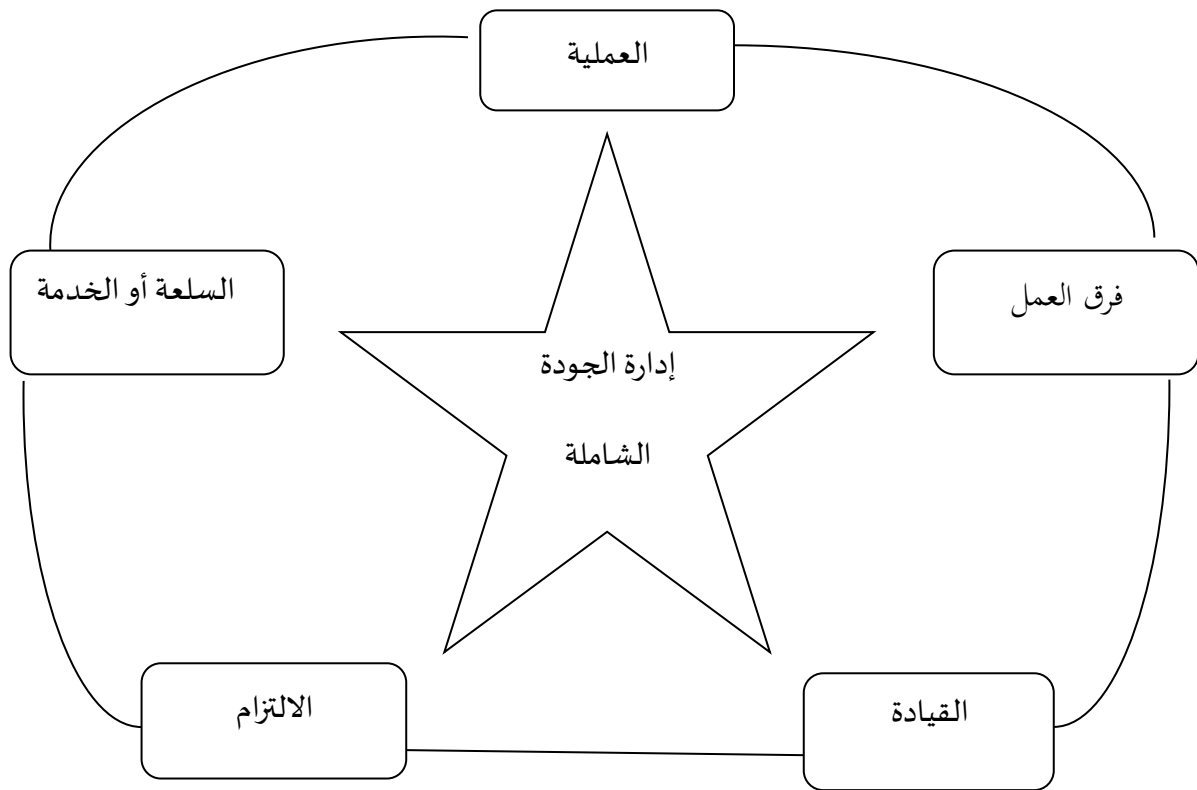 العملية
فرق العمل
السلعة أو الخدمة
إدارة الجودة
الشاملة
القيادة
الالتزام